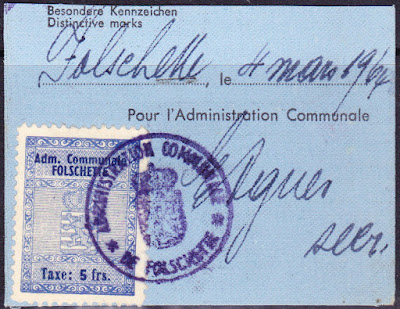 Besondere Kennzeichen
Distinctive marks
Folschette, le 4 mars 1964
Pour l'Administration Communale
Wagner
secr.
Adm. Communale
FOLSCHETTE
Taxe: 5 frs.
ADMINISTRATION COMMUNALE
* DE FOLSCHETTE *